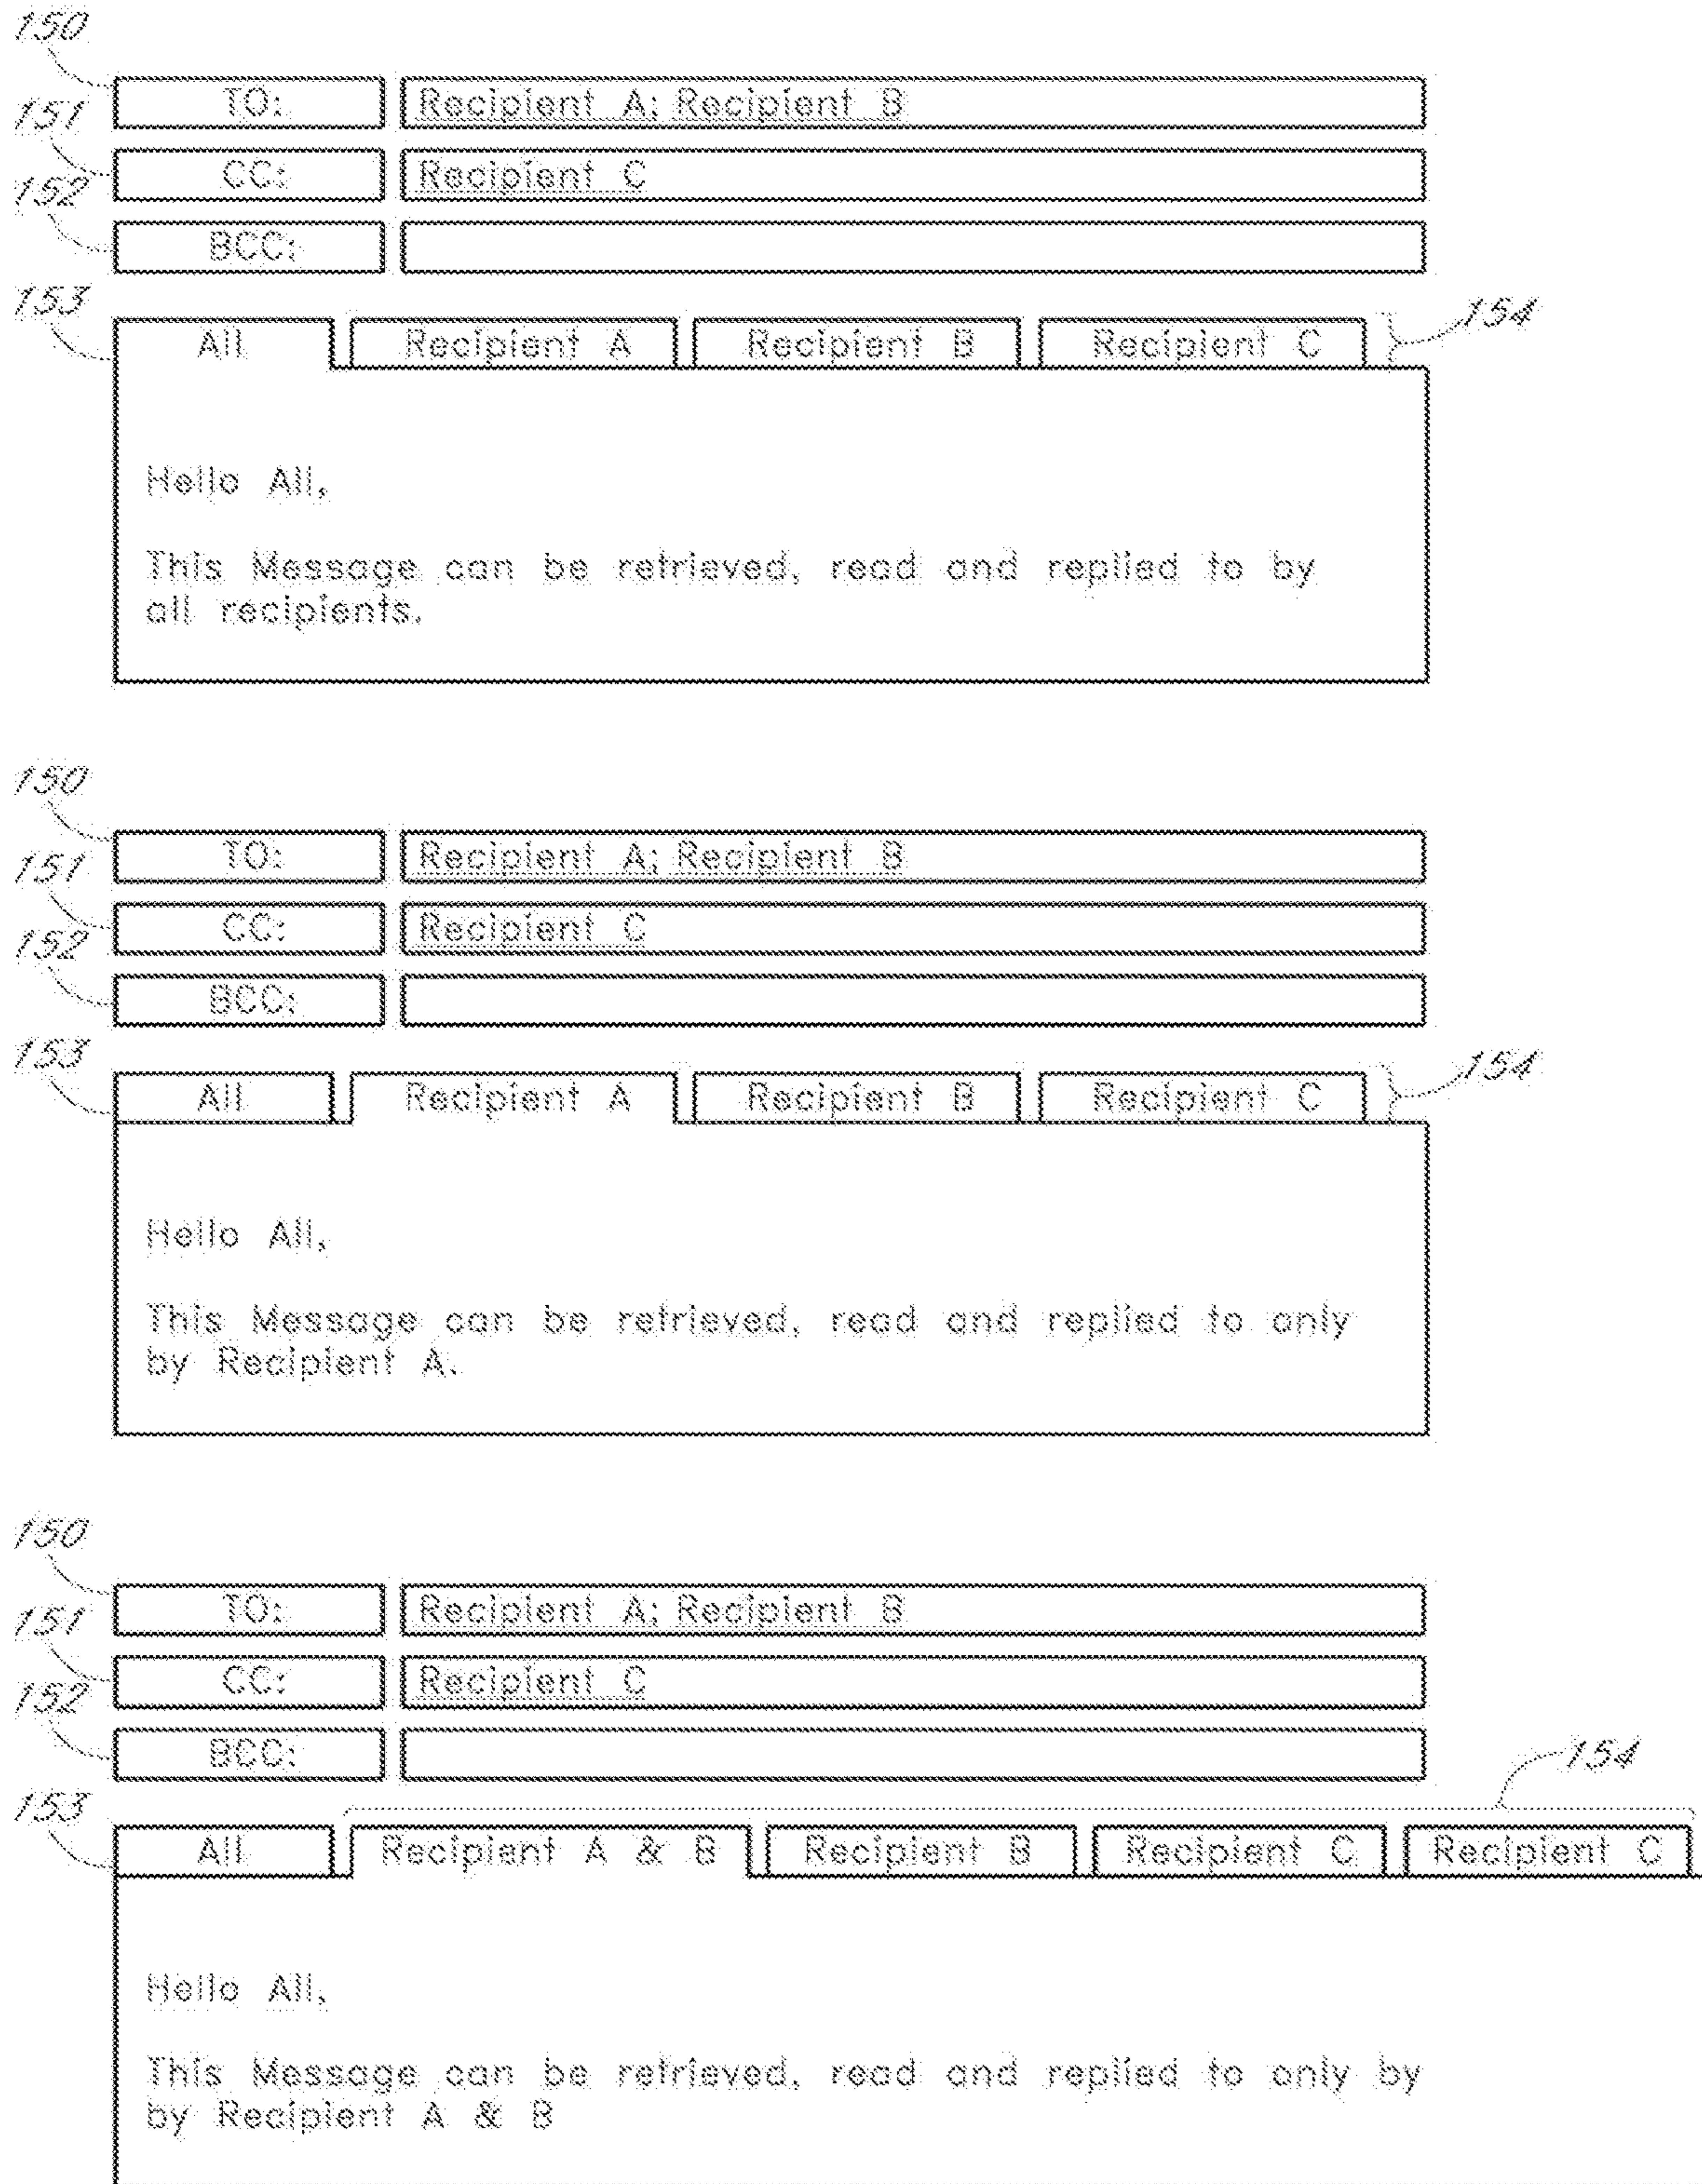 150
TO: Recipient A; Recipient B
151
CC: Recipient C
152
BCC:
153
All Recipient A Recipient B Recipient C 154
Hello All,
This Message can be retrieved, read and replied to by
all recipients.
150
TO: Recipient A; Recipient B
151
CC: Recipient C
152
BCC:
153
All Recipient A Recipient B Recipient C 154
Hello All,
This Message can be retrieved, read and replied to only
by Recipient A.
150
TO: Recipient A; Recipient B
151
CC: Recipient C
152
BCC:
154
153
All Recipient A & B Recipient B Recipient C Recipient C
Hello All,
This Message can be retrieved, read and replied to only by
by Recipient A & B